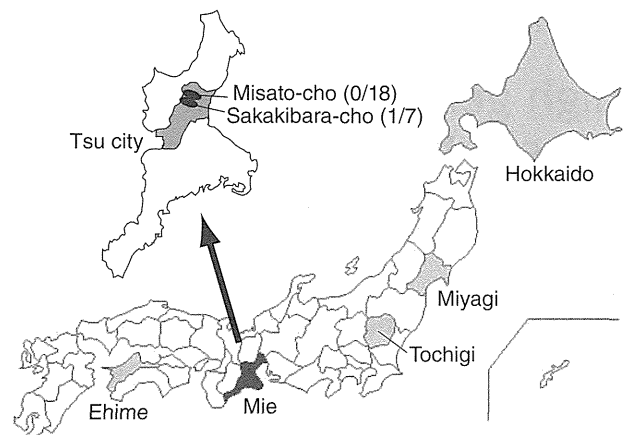 Misato-cho (0/18)
Sakakibara-cho (1/7)
Tsu city
Hokkaido
Miyagi
Tochigi
Ehime
Mie